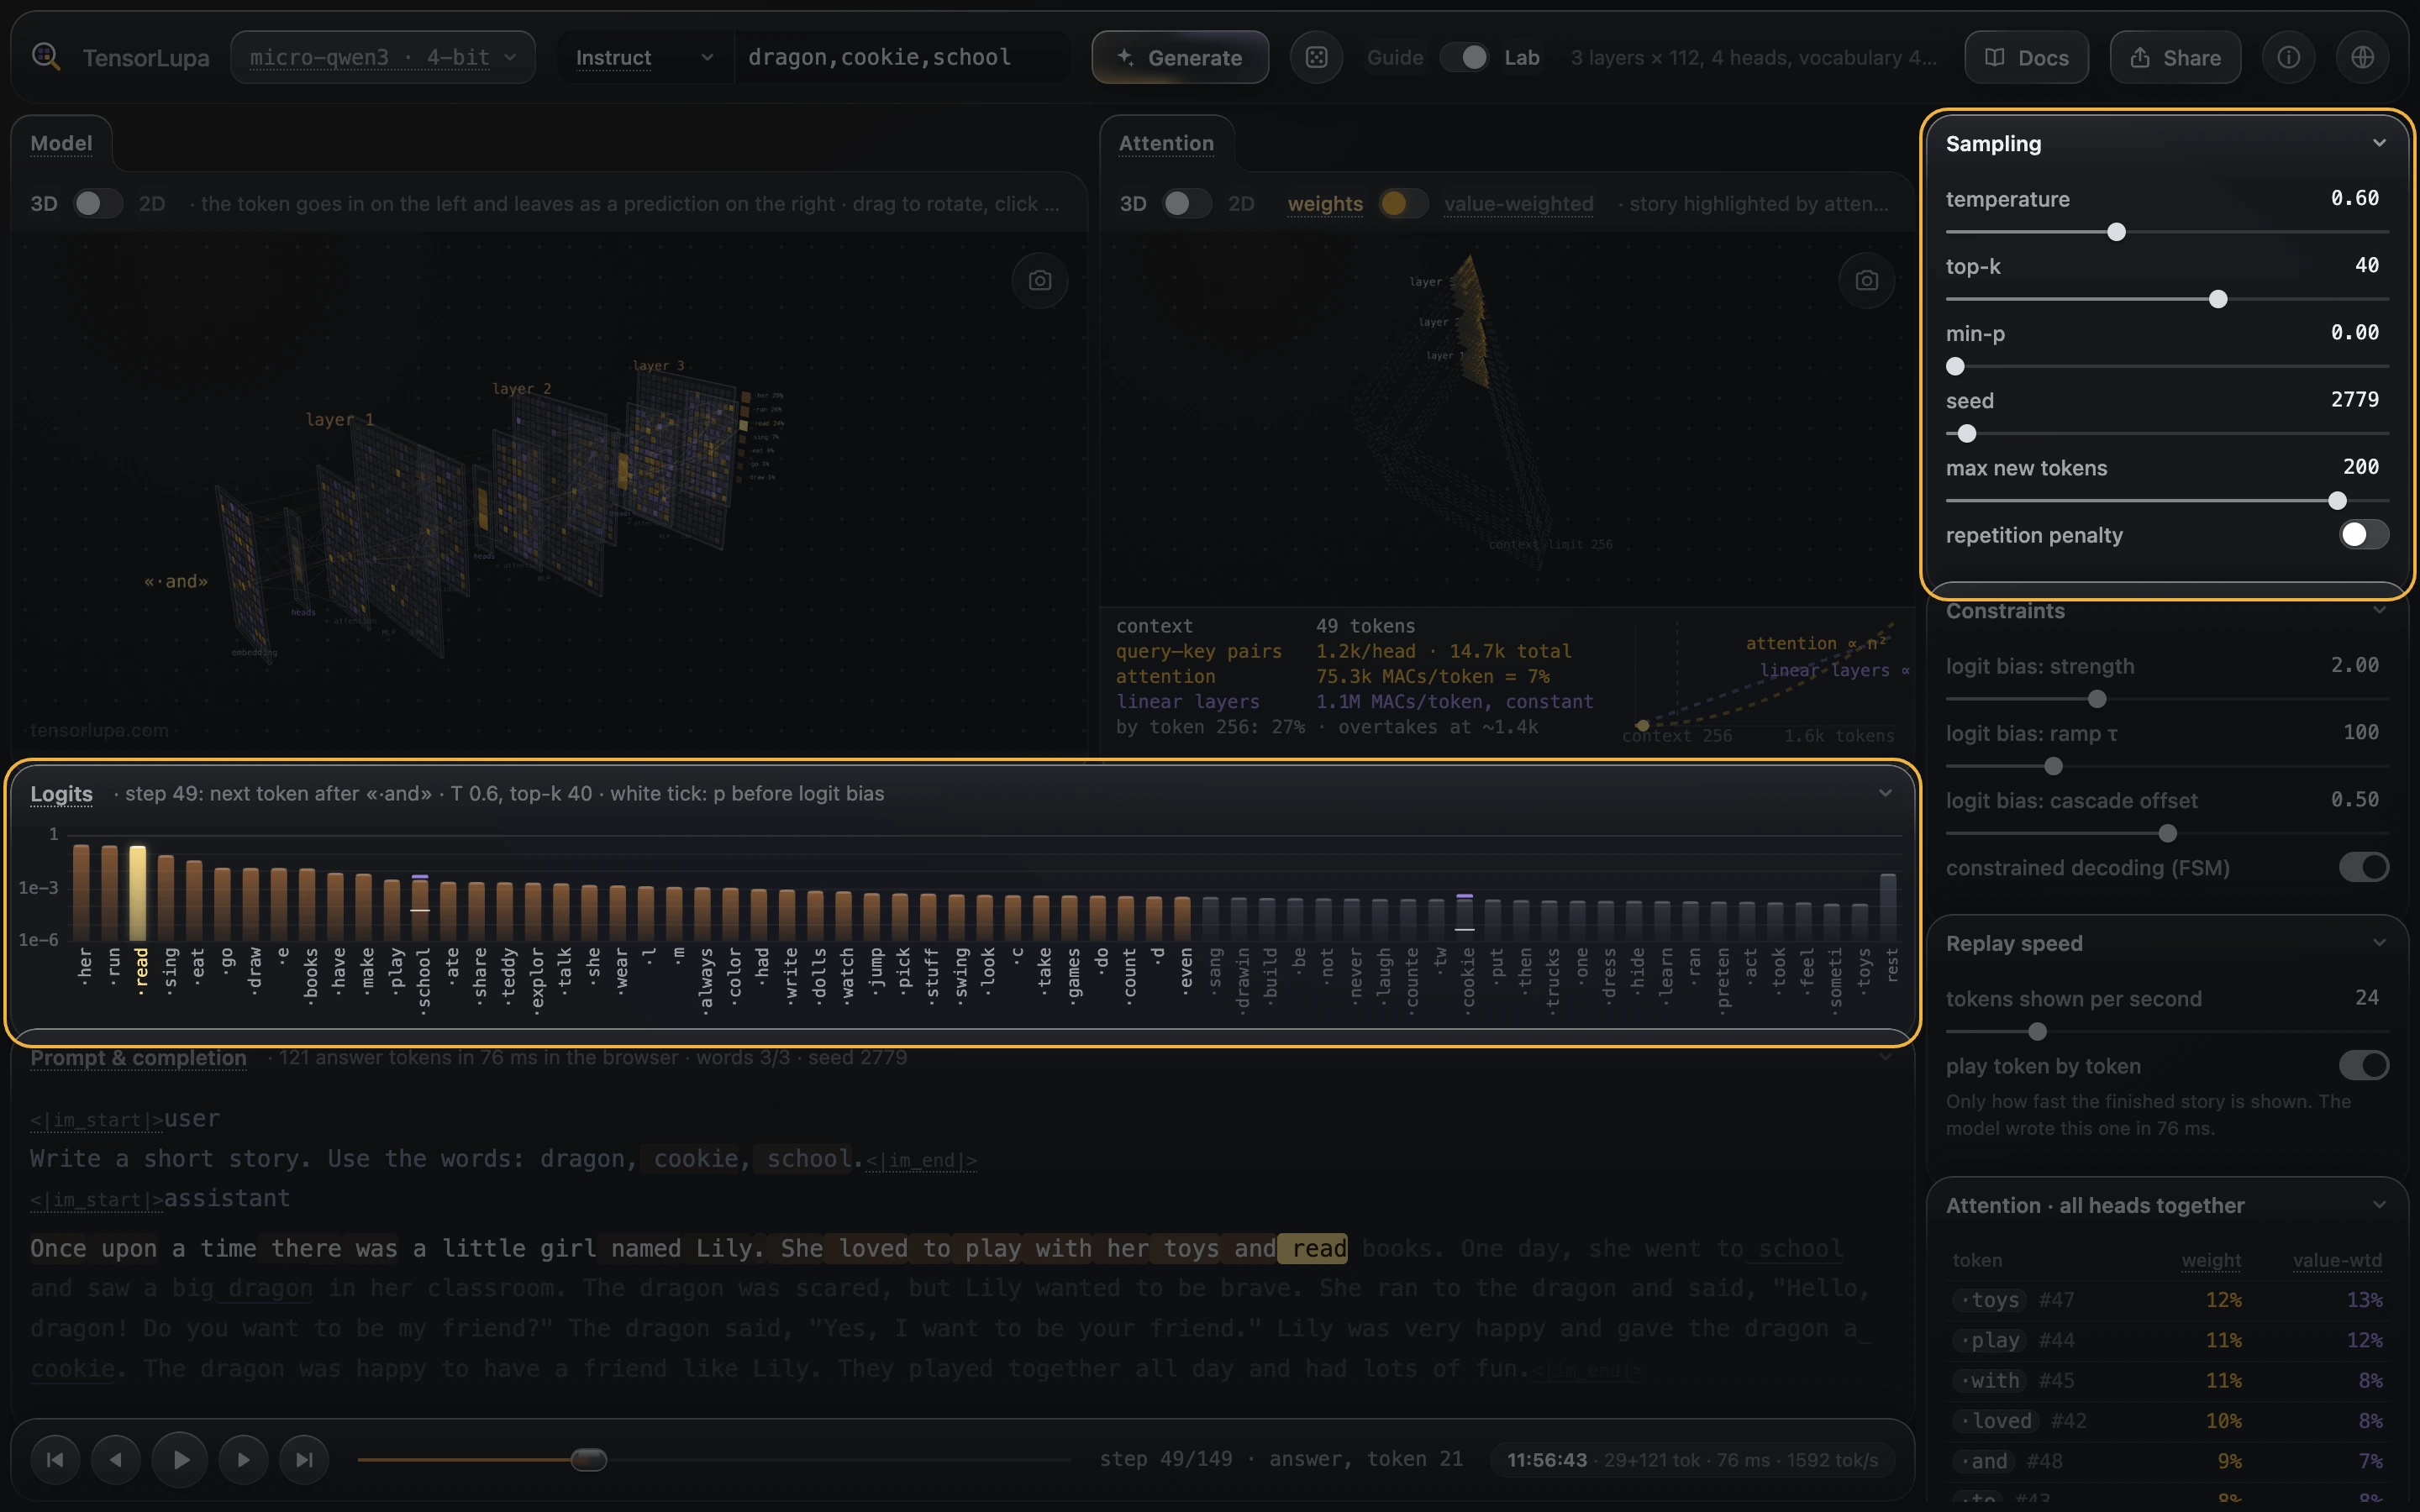 TensorLupa
micro-qwen3 · 4-bit
Instruct
dragon,cookie,school
Generate
Guide
Lab
3 layers × 112, 4 heads, vocabulary 4…
Docs
Share
Model
3D
2D
· the token goes in on the left and leaves as a prediction on the right · drag to rotate, click …
layer 1
layer 2
layer 3
«·and»
embedding
heads
tensorlupa.com
Attention
3D
2D
weights
value-weighted
· story highlighted by atten…
layer
layer
layer
context limit 256
context 49 tokens
query–key pairs 1.2k/head · 14.7k total
attention 75.3k MACs/token = 7%
linear layers 1.1M MACs/token, constant
by token 256: 27% · overtakes at ~1.4k
attention ∝ n²
linear layers ∝
context 256
1.6k tokens
Sampling
temperature 0.60
top-k 40
min-p 0.00
seed 2779
max new tokens 200
repetition penalty
Constraints
logit bias: strength 2.00
logit bias: ramp τ 100
logit bias: cascade offset 0.50
constrained decoding (FSM)
Replay speed
tokens shown per second 24
play token by token
Only how fast the finished story is shown. The
model wrote this one in 76 ms.
Attention · all heads together
token weight value-wtd
·toys #47 12% 13%
·play #44 11% 12%
·with #45 11% 8%
·loved #42 10% 8%
·and #48 9% 7%
·to #43 8% 8%
Logits · step 49: next token after «·and» · T 0.6, top-k 40 · white tick: p before logit bias
1
1e−3
1e−6
·her ·run ·read ·sing ·eat ·go ·draw ·e ·books ·have ·make ·play ·school ·ate ·share ·teddy ·explor ·talk ·she ·wear ·l ·m ·always ·color ·had ·write ·dolls ·watch ·jump ·pick ·stuff ·swing ·look ·c ·take ·games ·do ·count ·d ·even ·sang ·drawin ·build ·be ·not ·never ·laugh ·counte ·tw ·cookie ·put ·then ·trucks ·one ·dress ·hide ·learn ·ran ·preten ·act ·took ·feel ·someti ·toys rest
Prompt & completion · 121 answer tokens in 76 ms in the browser · words 3/3 · seed 2779
<|im_start|>user
Write a short story. Use the words: dragon, cookie, school.<|im_end|>
<|im_start|>assistant
Once upon a time there was a little girl named Lily. She loved to play with her toys and read books. One day, she went to school
and saw a big dragon in her classroom. The dragon was scared, but Lily wanted to be brave. She ran to the dragon and said, "Hello,
dragon! Do you want to be my friend?" The dragon said, "Yes, I want to be your friend." Lily was very happy and gave the dragon a
cookie. The dragon was happy to have a friend like Lily. They played together all day and had lots of fun.<|im_end|>
step 49/149 · answer, token 21
11:56:43 · 29+121 tok · 76 ms · 1592 tok/s